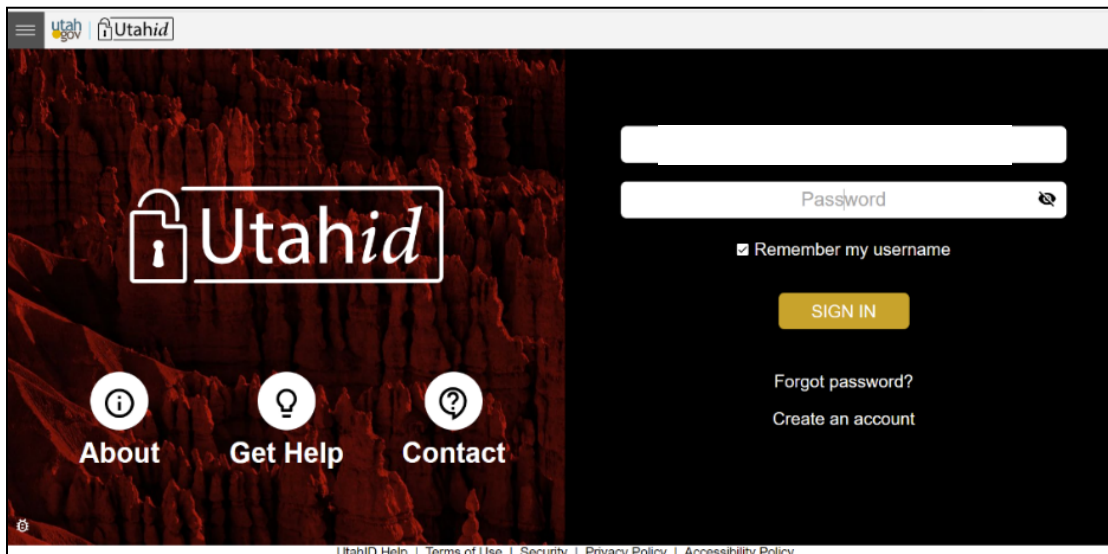 utah gov Utahid
Utahid
About
Get Help
Contact
Password
Remember my username
SIGN IN
Forgot password?
Create an account
UtahID Help | Terms of Use | Security | Privacy Policy | Accessibility Policy